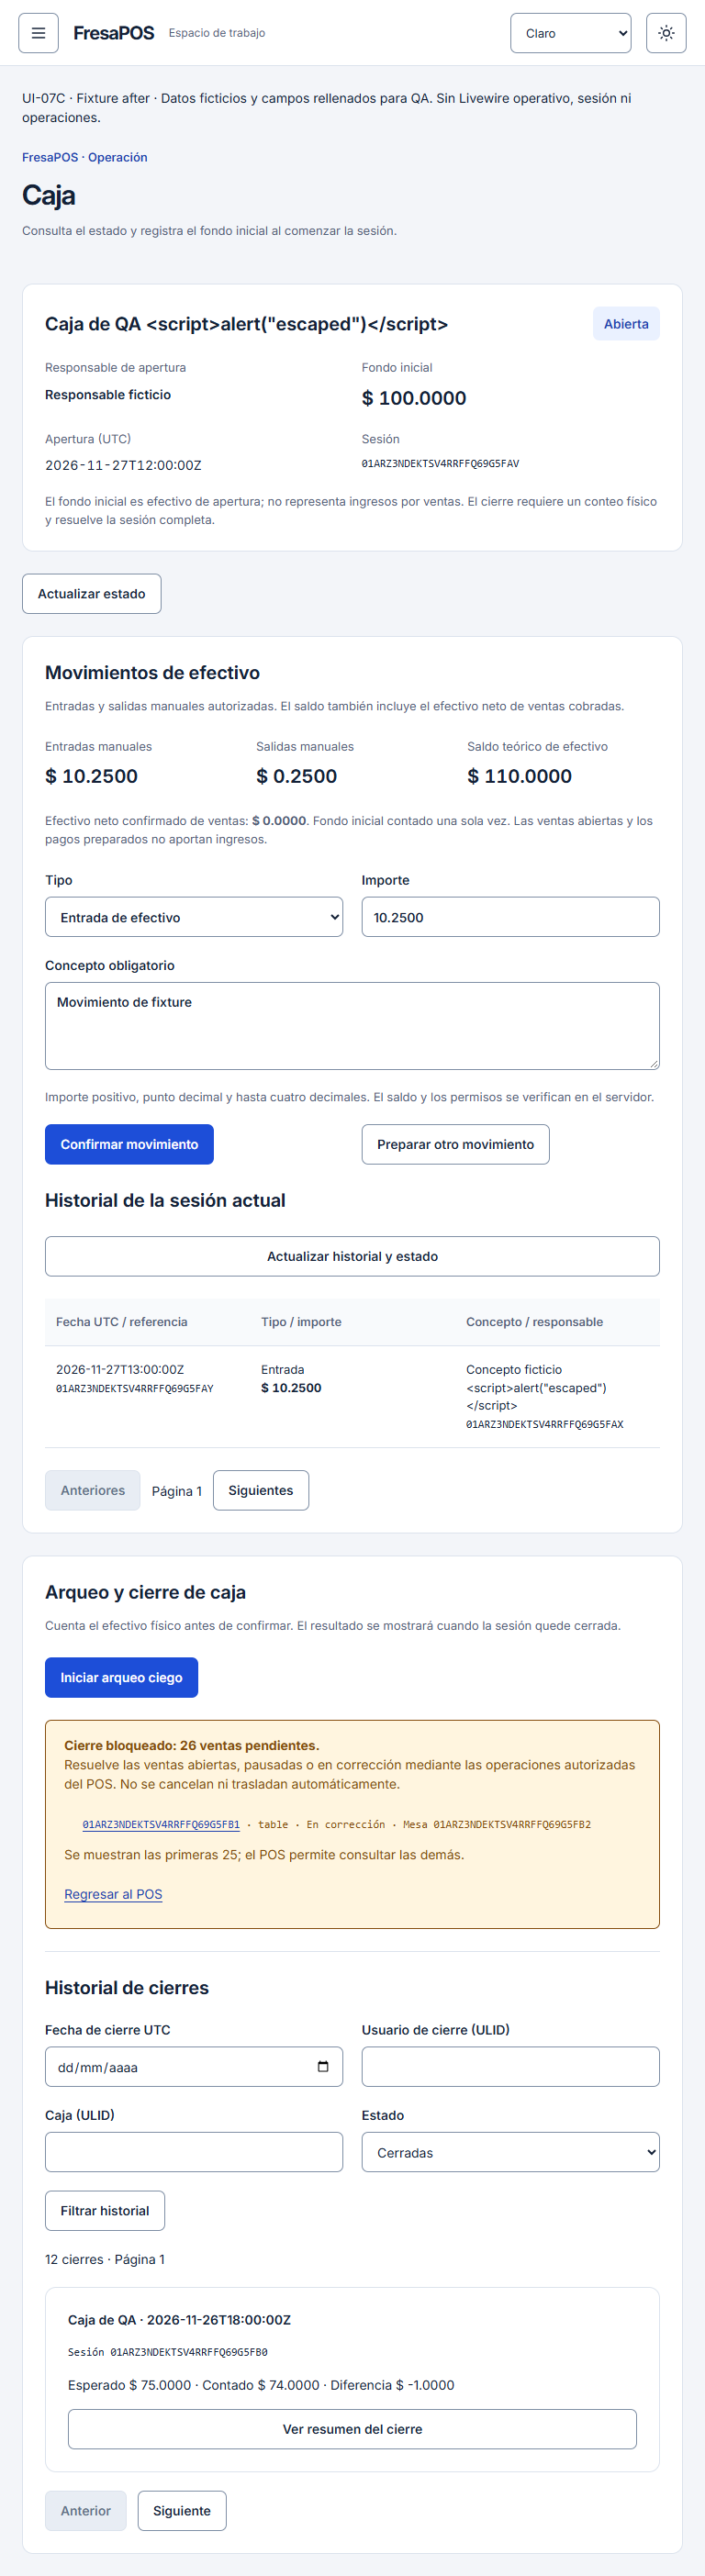 FresaPOS Espacio de trabajo Claro
UI-07C · Fixture after · Datos ficticios y campos rellenados para QA. Sin Livewire operativo, sesión ni
operaciones.
FresaPOS · Operación
Caja
Consulta el estado y registra el fondo inicial al comenzar la sesión.
Caja de QA <script>alert("escaped")</script> Abierta
Responsable de apertura Fondo inicial
Responsable ficticio $ 100.0000
Apertura (UTC) Sesión
2026-11-27T12:00:00Z 01ARZ3NDEKTSV4RRFFQ69G5FAV
El fondo inicial es efectivo de apertura; no representa ingresos por ventas. El cierre requiere un conteo físico
y resuelve la sesión completa.
Actualizar estado
Movimientos de efectivo
Entradas y salidas manuales autorizadas. El saldo también incluye el efectivo neto de ventas cobradas.
Entradas manuales Salidas manuales Saldo teórico de efectivo
$ 10.2500 $ 0.2500 $ 110.0000
Efectivo neto confirmado de ventas: $ 0.0000. Fondo inicial contado una sola vez. Las ventas abiertas y los
pagos preparados no aportan ingresos.
Tipo Importe
Entrada de efectivo 10.2500
Concepto obligatorio
Movimiento de fixture
Importe positivo, punto decimal y hasta cuatro decimales. El saldo y los permisos se verifican en el servidor.
Confirmar movimiento Preparar otro movimiento
Historial de la sesión actual
Actualizar historial y estado
Fecha UTC / referencia Tipo / importe Concepto / responsable
2026-11-27T13:00:00Z Entrada Concepto ficticio
01ARZ3NDEKTSV4RRFFQ69G5FAY $ 10.2500 <script>alert("escaped")
</script>
01ARZ3NDEKTSV4RRFFQ69G5FAX
Anteriores Página 1 Siguientes
Arqueo y cierre de caja
Cuenta el efectivo físico antes de confirmar. El resultado se mostrará cuando la sesión quede cerrada.
Iniciar arqueo ciego
Cierre bloqueado: 26 ventas pendientes.
Resuelve las ventas abiertas, pausadas o en corrección mediante las operaciones autorizadas
del POS. No se cancelan ni trasladan automáticamente.
01ARZ3NDEKTSV4RRFFQ69G5FB1 · table · En corrección · Mesa 01ARZ3NDEKTSV4RRFFQ69G5FB2
Se muestran las primeras 25; el POS permite consultar las demás.
Regresar al POS
Historial de cierres
Fecha de cierre UTC Usuario de cierre (ULID)
dd/mm/aaaa
Caja (ULID) Estado
Cerradas
Filtrar historial
12 cierres · Página 1
Caja de QA · 2026-11-26T18:00:00Z
Sesión 01ARZ3NDEKTSV4RRFFQ69G5FB0
Esperado $ 75.0000 · Contado $ 74.0000 · Diferencia $ -1.0000
Ver resumen del cierre
Anterior Siguiente